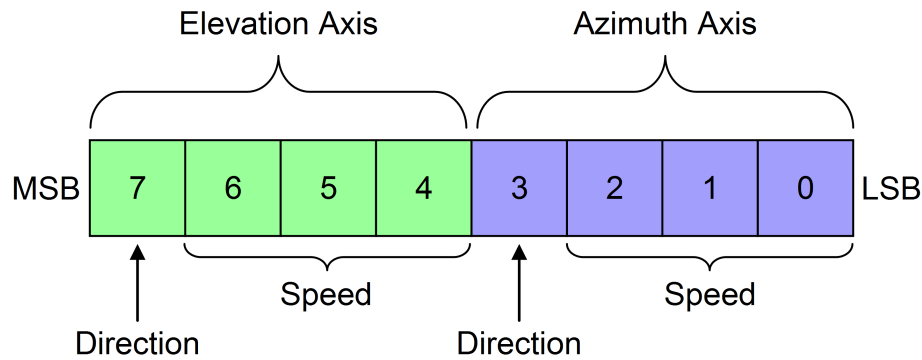 Elevation Axis Azimuth Axis
MSB 7 6 5 4 3 2 1 0 LSB
Speed Speed
Direction Direction